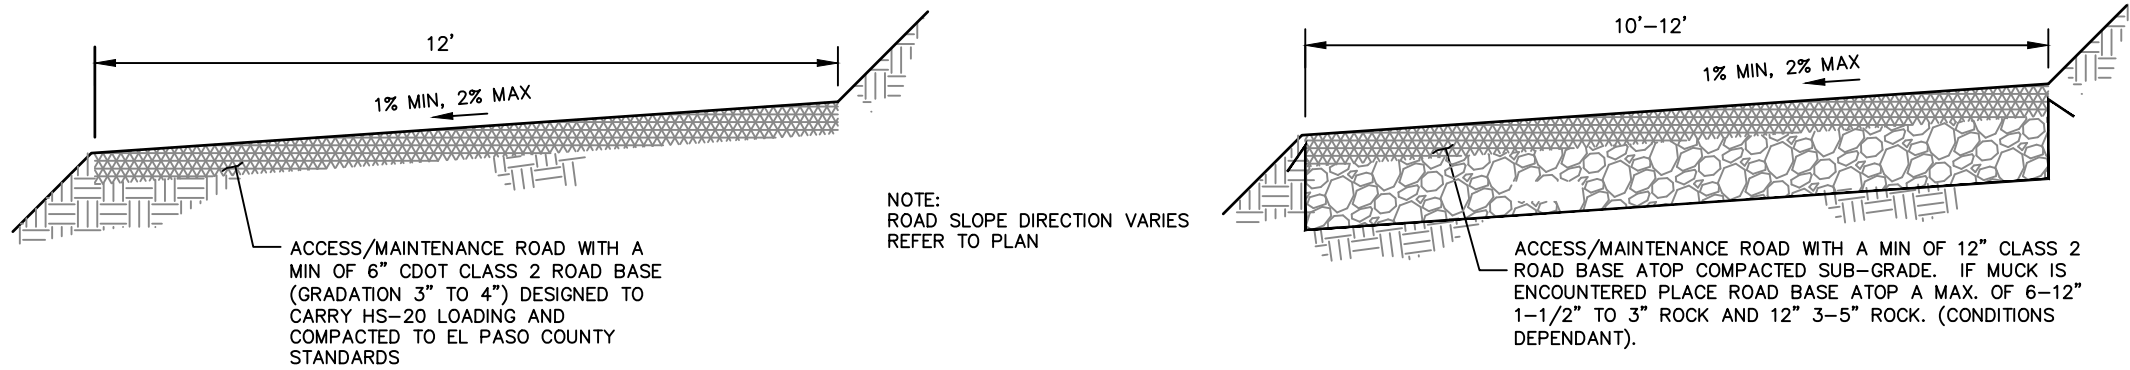 12'
1% MIN, 2% MAX
ACCESS/MAINTENANCE ROAD WITH A
MIN OF 6" CDOT CLASS 2 ROAD BASE
(GRADATION 3" TO 4") DESIGNED TO
CARRY HS-20 LOADING AND
COMPACTED TO EL PASO COUNTY
STANDARDS
NOTE:
ROAD SLOPE DIRECTION VARIES
REFER TO PLAN
10'-12'
1% MIN, 2% MAX
ACCESS/MAINTENANCE ROAD WITH A MIN OF 12" CLASS 2
ROAD BASE ATOP COMPACTED SUB-GRADE. IF MUCK IS
ENCOUNTERED PLACE ROAD BASE ATOP A MAX. OF 6-12"
1-1/2" TO 3" ROCK AND 12" 3-5" ROCK. (CONDITIONS
DEPENDANT).